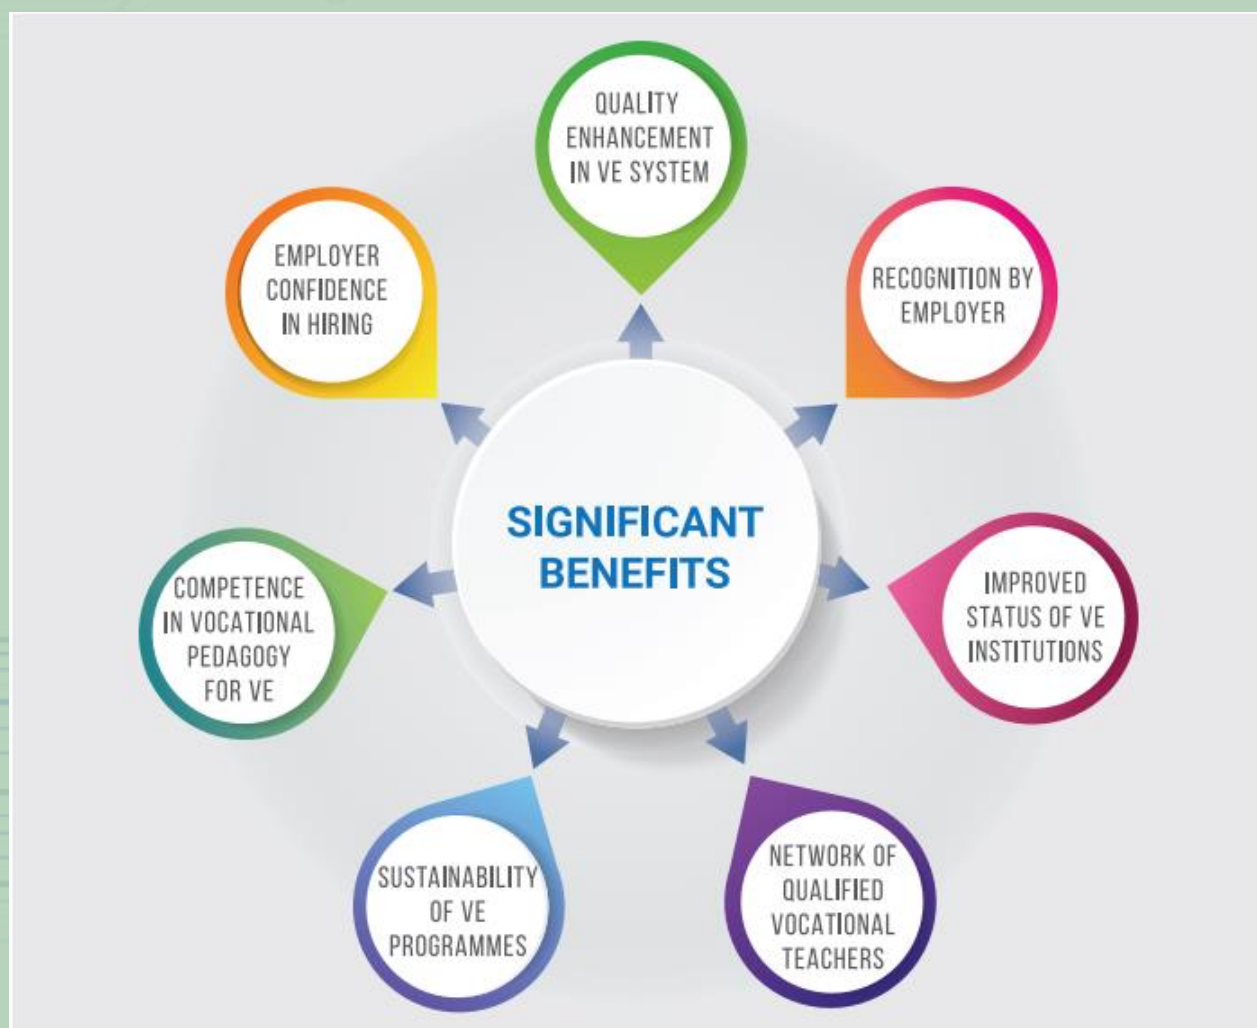 QUALITY
ENHANCEMENT
IN VE SYSTEM
RECOGNITION BY
EMPLOYER
IMPROVED
STATUS OF VE
INSTITUTIONS
NETWORK OF
QUALIFIED
VOCATIONAL
TEACHERS
SUSTAINABILITY
OF VE
PROGRAMMES
COMPETENCE
IN VOCATIONAL
PEDAGOGY
FOR VE
EMPLOYER
CONFIDENCE
IN HIRING
SIGNIFICANT
BENEFITS